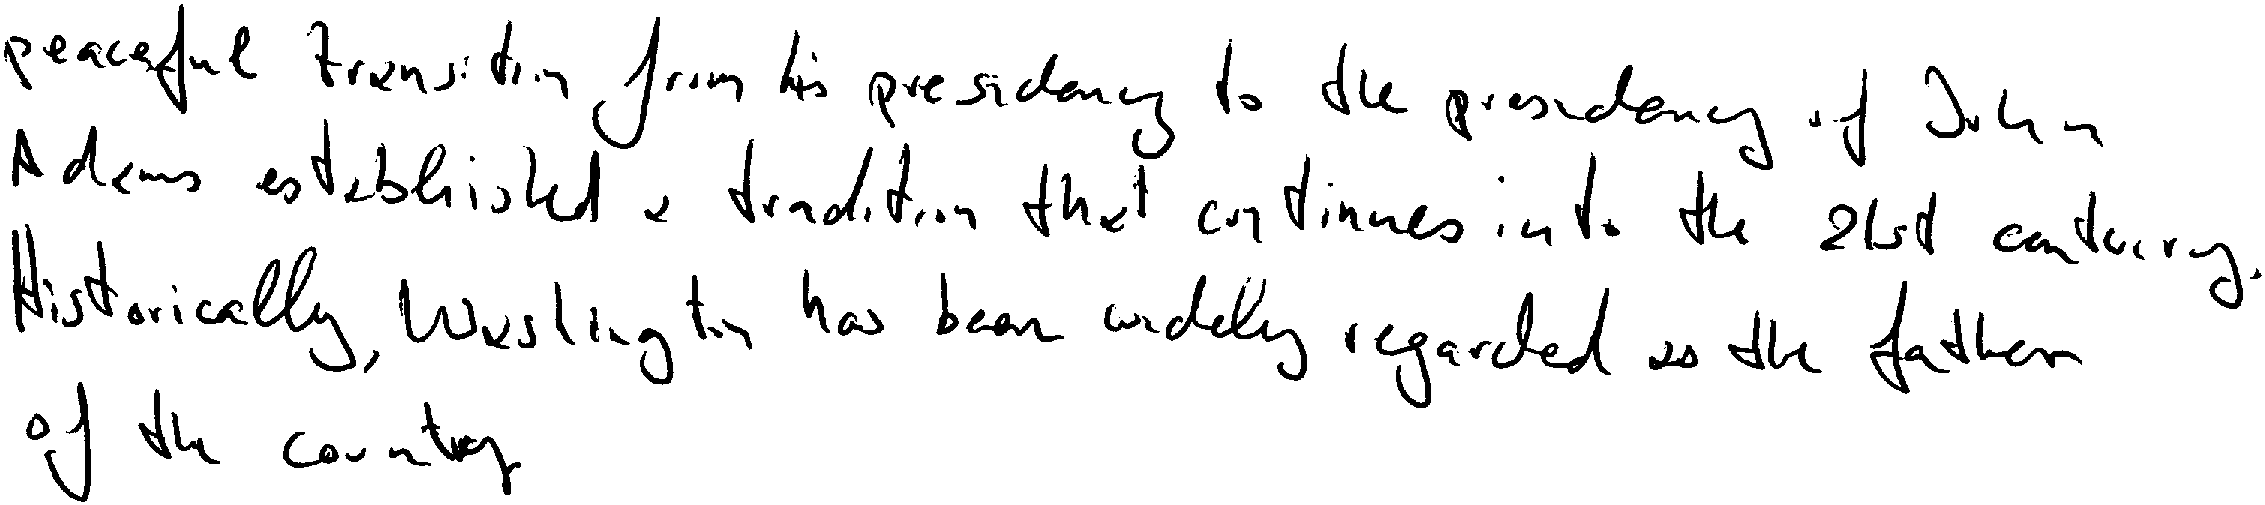 peaceful transition from his presidency to the presidency of John
Adams established a tradition that continues into the 21st century.
Historically, Washington has been widely regarded as the father
of the country